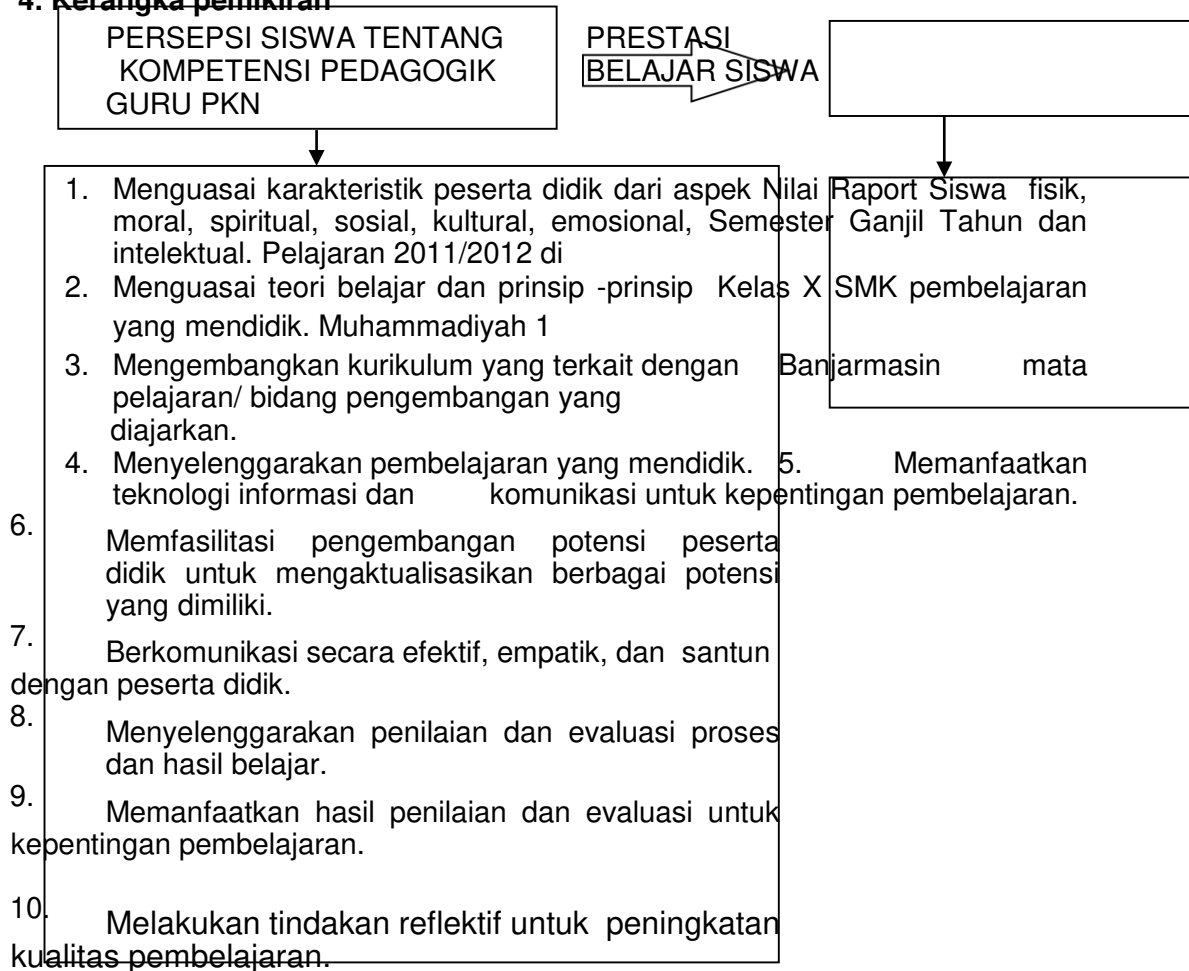 4. Kerangka pemikiran
PERSEPSI SISWA TENTANG PRESTASI
KOMPETENSI PEDAGOGIK BELAJAR SISWA
GURU PKN
1. Menguasai karakteristik peserta didik dari aspek Nilai Raport Siswa fisik,
moral, spiritual, sosial, kultural, emosional, Semester Ganjil Tahun dan
intelektual. Pelajaran 2011/2012 di
2. Menguasai teori belajar dan prinsip -prinsip Kelas X SMK pembelajaran
yang mendidik. Muhammadiyah 1
3. Mengembangkan kurikulum yang terkait dengan Banjarmasin mata
pelajaran/ bidang pengembangan yang
diajarkan.
4. Menyelenggarakan pembelajaran yang mendidik. 5. Memanfaatkan
teknologi informasi dan komunikasi untuk kepentingan pembelajaran.
6. Memfasilitasi pengembangan potensi peserta
didik untuk mengaktualisasikan berbagai potensi
yang dimiliki.
7. Berkomunikasi secara efektif, empatik, dan santun
dengan peserta didik.
8. Menyelenggarakan penilaian dan evaluasi proses
dan hasil belajar.
9. Memanfaatkan hasil penilaian dan evaluasi untuk
kepentingan pembelajaran.
10. Melakukan tindakan reflektif untuk peningkatan
kualitas pembelajaran.